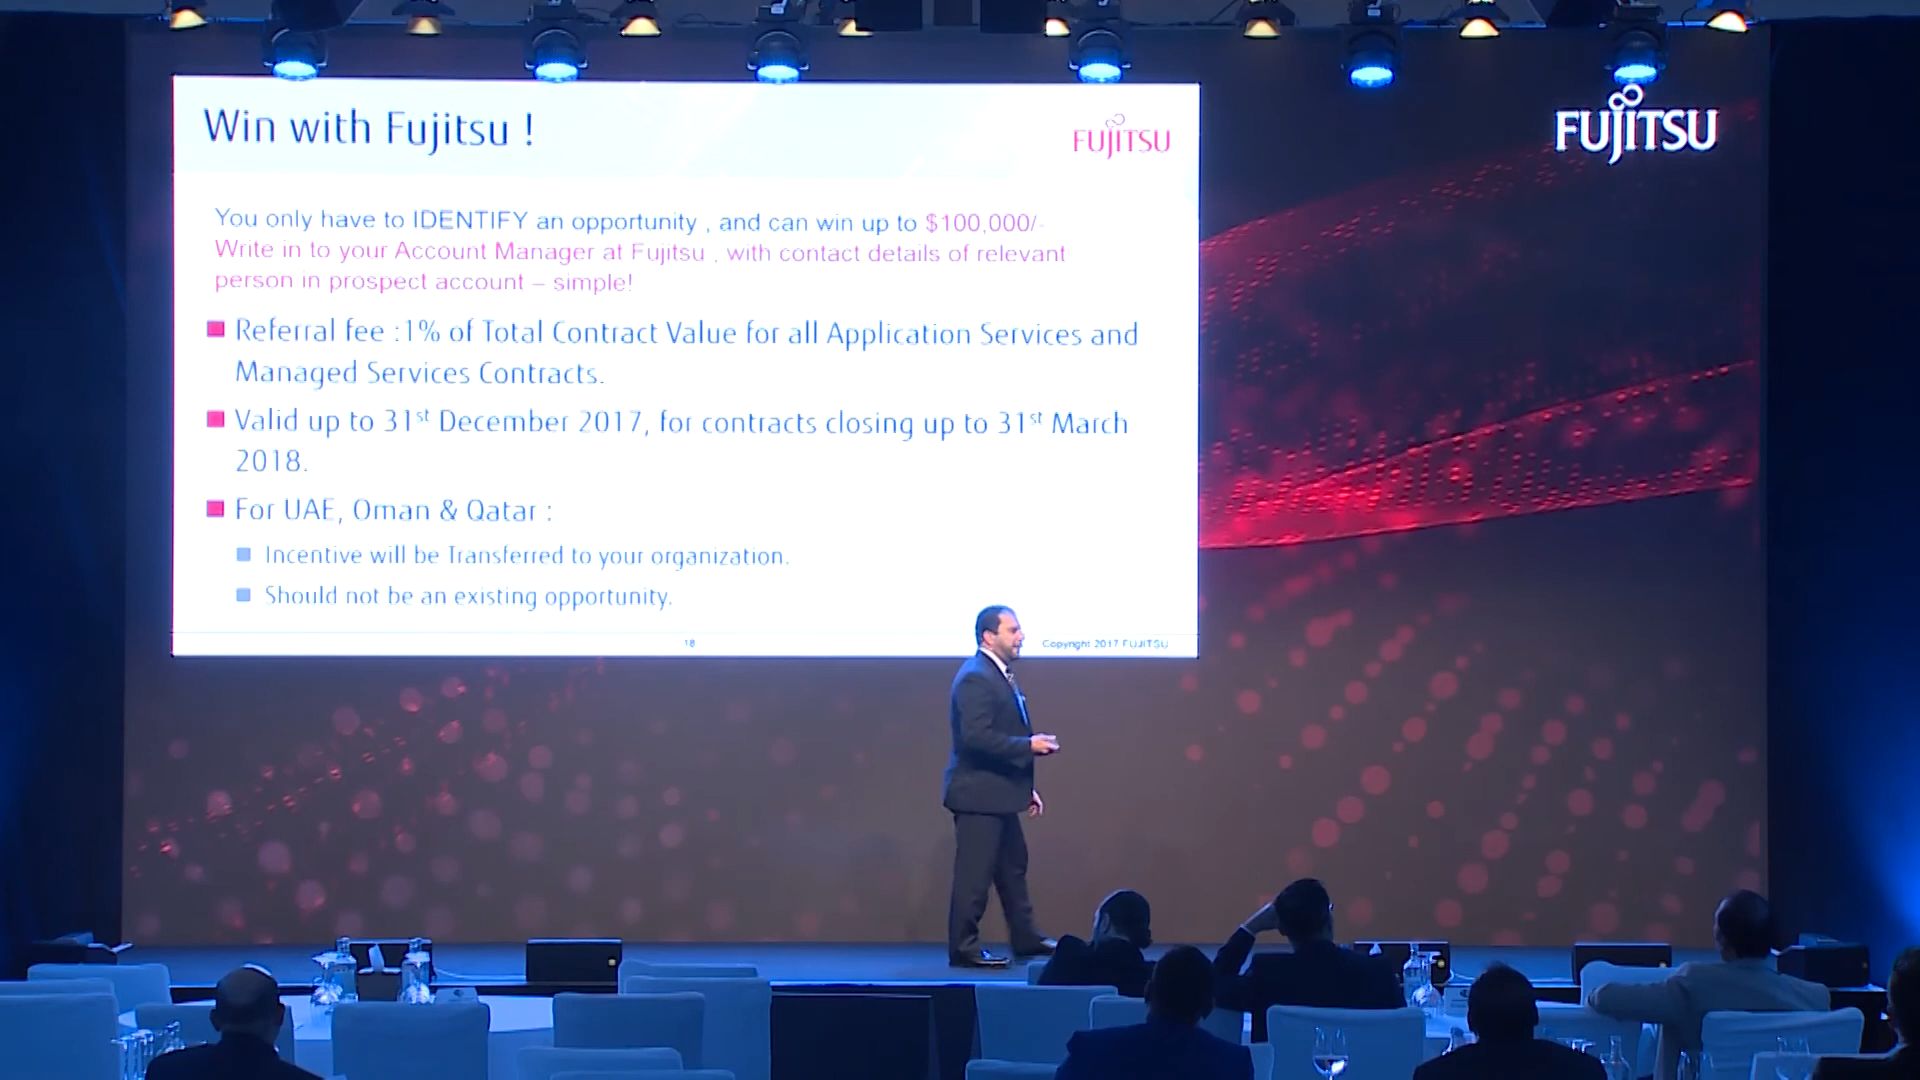 Win with Fujitsu !
FUJITSU
FUJITSU
You only have to IDENTIFY an opportunity , and can win up to $100,000/-
Write in to your Account Manager at Fujitsu , with contact details of relevant
person in prospect account – simple!
Referral fee :1% of Total Contract Value for all Application Services and
Managed Services Contracts.
Valid up to 31st December 2017, for contracts closing up to 31st March
2018.
For UAE, Oman & Qatar :
Incentive will be Transferred to your organization.
Should not be an existing opportunity.
18
Copyright 2017 FUJITSU